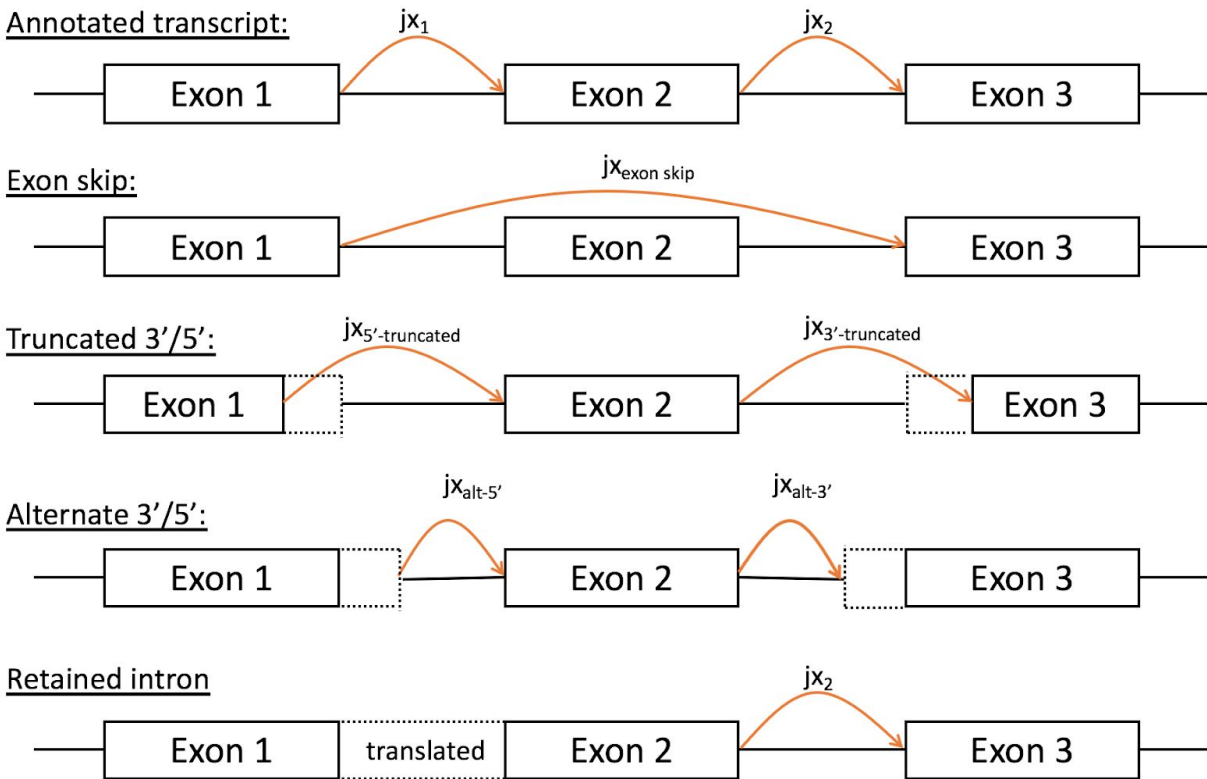 Annotated transcript:
jx1 jx2
Exon 1 Exon 2 Exon 3
Exon skip:
jxexon skip
Exon 1 Exon 2 Exon 3
Truncated 3’/5’:
jx5’-truncated jx3’-truncated
Exon 1 Exon 2 Exon 3
Alternate 3’/5’:
jxalt-5’ jxalt-3’
Exon 1 Exon 2 Exon 3
Retained intron
jx2
Exon 1 translated Exon 2 Exon 3